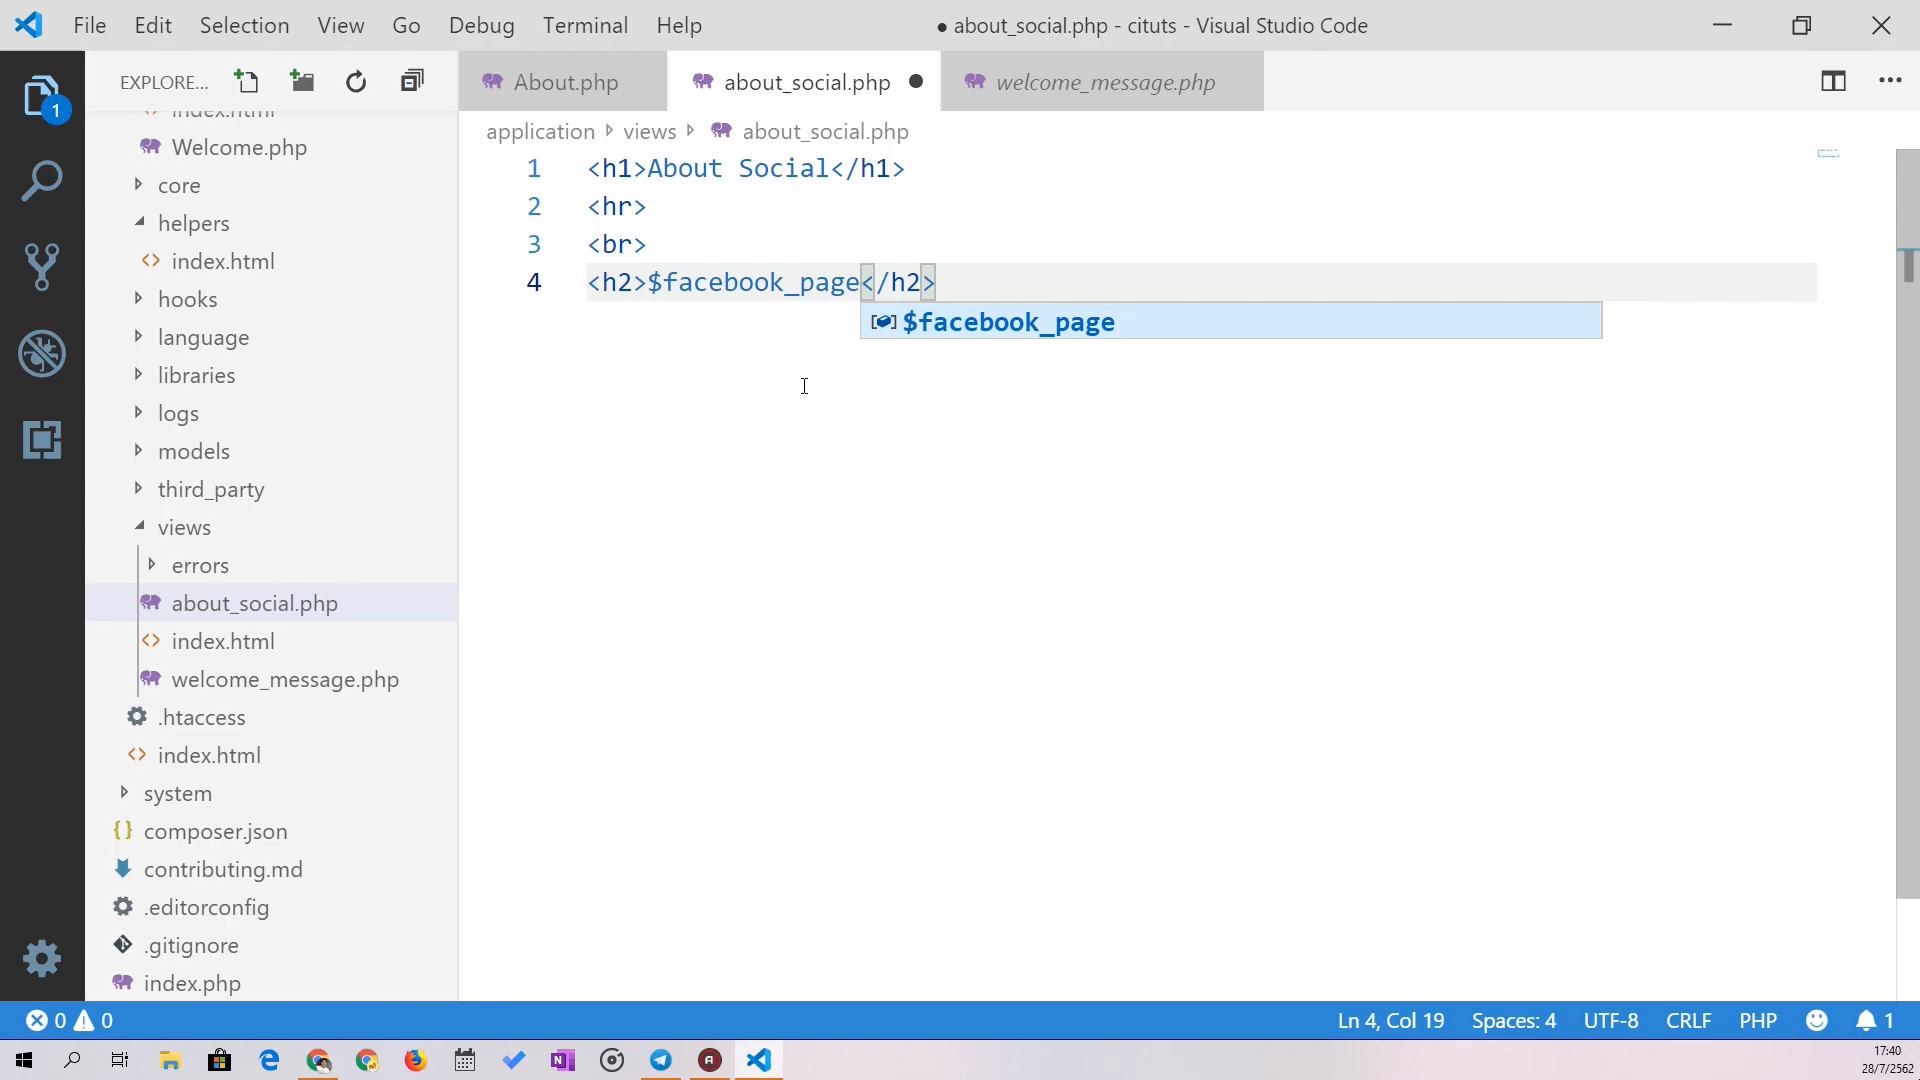 File Edit Selection View Go Debug Terminal Help
● about_social.php - cituts - Visual Studio Code
EXPLORE...
About.php
about_social.php
welcome_message.php
application views about_social.php
index.html
Welcome.php
core
helpers
index.html
hooks
language
libraries
logs
models
third_party
views
errors
about_social.php
index.html
welcome_message.php
.htaccess
index.html
system
composer.json
contributing.md
.editorconfig
.gitignore
index.php
1 <h1>About Social</h1>
2 <hr>
3 <br>
4 <h2>$facebook_page</h2>
$facebook_page
1
0 0
Ln 4, Col 19 Spaces: 4 UTF-8 CRLF PHP 1
17:40
28/7/2562